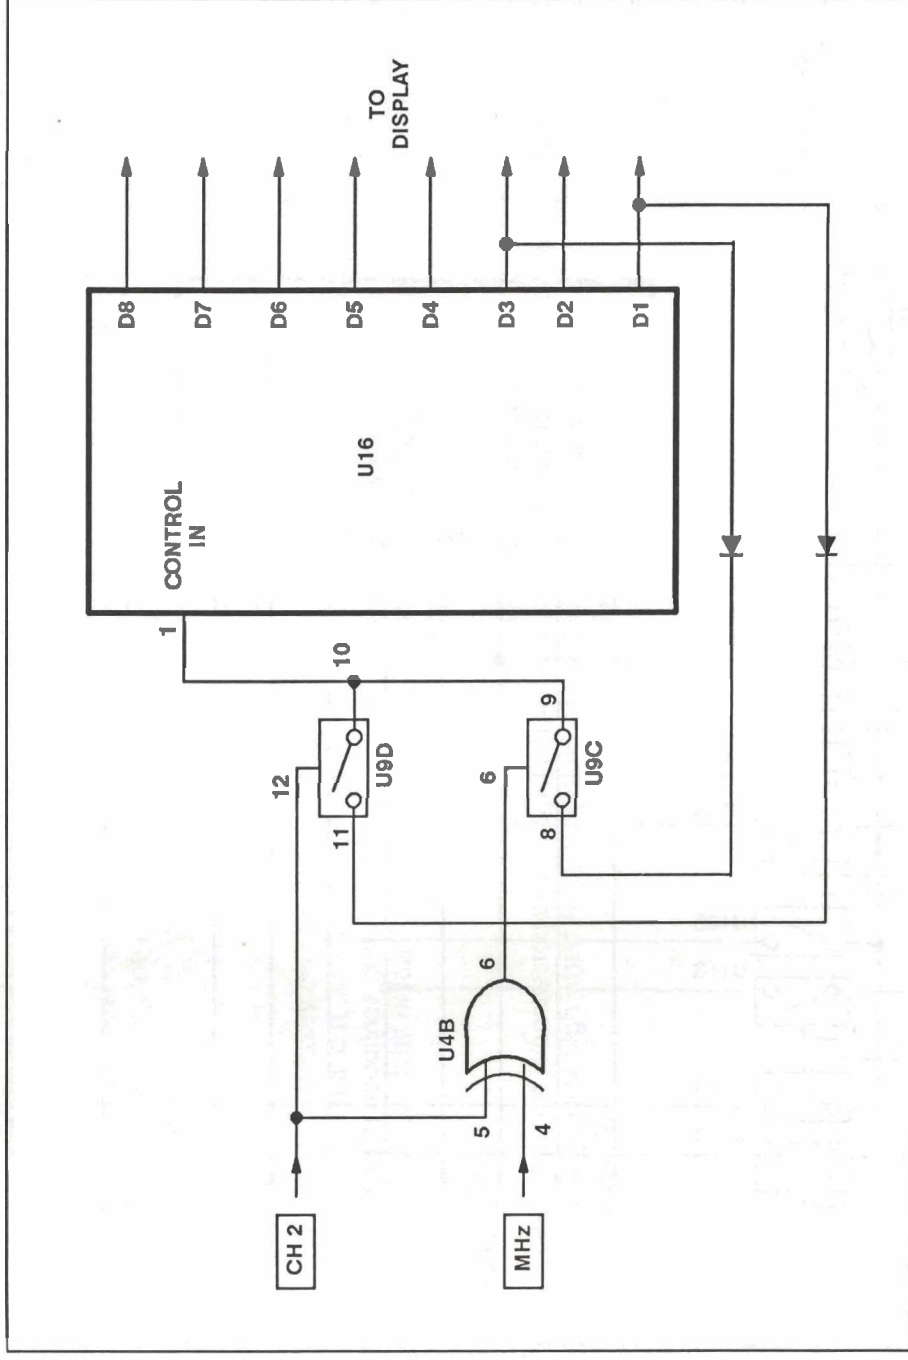 CH 2
MHz
5
4
U4B
6
12
11
U9D
10
6
8
9
U9C
1
CONTROL
IN
U16
D8
D7
D6
D5
D4
D3
D2
D1
TO
DISPLAY